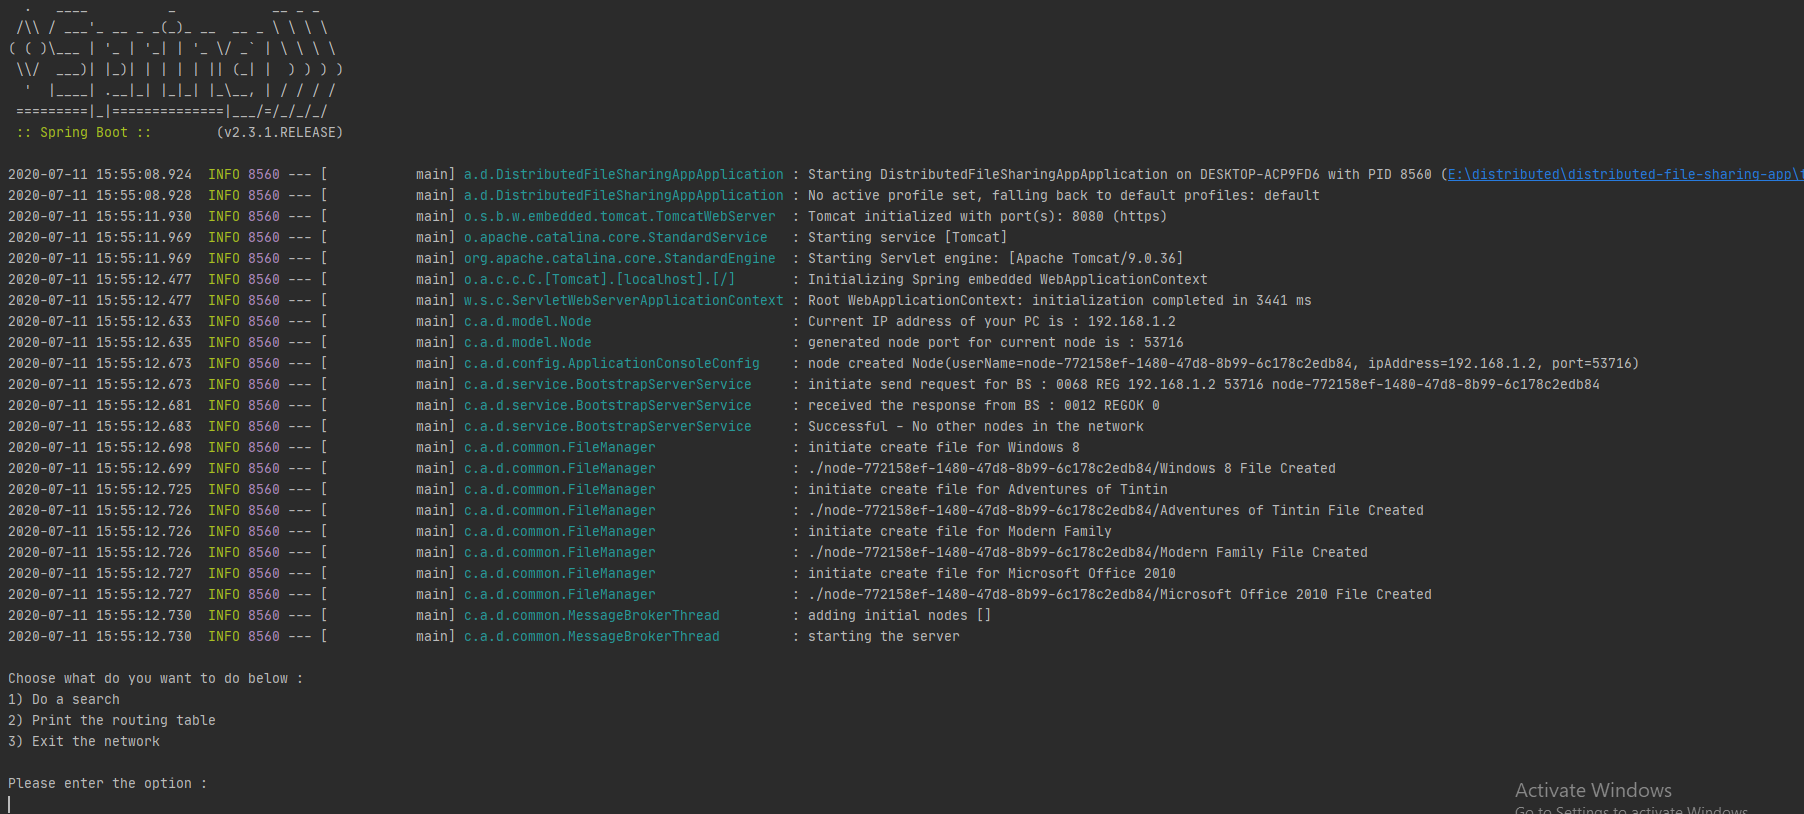 .   ____          _            __ _ _
 /\\ / ___'_ __ _ _(_)_ __  __ _ \ \ \ \
( ( )\___ | '_ | '_| | '_ \/ _` | \ \ \ \
 \\/  ___)| |_)| | | | | || (_| |  ) ) ) )
  '  |____| .__|_| |_|_| |_\__, | / / / /
 =========|_|==============|___/=/_/_/_/
 :: Spring Boot ::        (v2.3.1.RELEASE)
2020-07-11 15:55:08.924  INFO 8560 --- [           main] a.d.DistributedFileSharingAppApplication : Starting DistributedFileSharingAppApplication on DESKTOP-ACP9FD6 with PID 8560 (E:\distributed\distributed-file-sharing-app\
2020-07-11 15:55:08.928  INFO 8560 --- [           main] a.d.DistributedFileSharingAppApplication : No active profile set, falling back to default profiles: default
2020-07-11 15:55:11.930  INFO 8560 --- [           main] o.s.b.w.embedded.tomcat.TomcatWebServer  : Tomcat initialized with port(s): 8080 (https)
2020-07-11 15:55:11.969  INFO 8560 --- [           main] o.apache.catalina.core.StandardService   : Starting service [Tomcat]
2020-07-11 15:55:11.969  INFO 8560 --- [           main] org.apache.catalina.core.StandardEngine  : Starting Servlet engine: [Apache Tomcat/9.0.36]
2020-07-11 15:55:12.477  INFO 8560 --- [           main] o.a.c.c.C.[Tomcat].[localhost].[/]       : Initializing Spring embedded WebApplicationContext
2020-07-11 15:55:12.477  INFO 8560 --- [           main] w.s.c.ServletWebServerApplicationContext : Root WebApplicationContext: initialization completed in 3441 ms
2020-07-11 15:55:12.633  INFO 8560 --- [           main] c.a.d.model.Node                         : Current IP address of your PC is : 192.168.1.2
2020-07-11 15:55:12.635  INFO 8560 --- [           main] c.a.d.model.Node                         : generated node port for current node is : 53716
2020-07-11 15:55:12.673  INFO 8560 --- [           main] c.a.d.config.ApplicationConsoleConfig    : node created Node(userName=node-772158ef-1480-47d8-8b99-6c178c2edb84, ipAddress=192.168.1.2, port=53716)
2020-07-11 15:55:12.673  INFO 8560 --- [           main] c.a.d.service.BootstrapServerService     : initiate send request for BS : 0068 REG 192.168.1.2 53716 node-772158ef-1480-47d8-8b99-6c178c2edb84
2020-07-11 15:55:12.681  INFO 8560 --- [           main] c.a.d.service.BootstrapServerService     : received the response from BS : 0012 REGOK 0
2020-07-11 15:55:12.683  INFO 8560 --- [           main] c.a.d.service.BootstrapServerService     : Successful - No other nodes in the network
2020-07-11 15:55:12.698  INFO 8560 --- [           main] c.a.d.common.FileManager                 : initiate create file for Windows 8
2020-07-11 15:55:12.699  INFO 8560 --- [           main] c.a.d.common.FileManager                 : ./node-772158ef-1480-47d8-8b99-6c178c2edb84/Windows 8 File Created
2020-07-11 15:55:12.725  INFO 8560 --- [           main] c.a.d.common.FileManager                 : initiate create file for Adventures of Tintin
2020-07-11 15:55:12.726  INFO 8560 --- [           main] c.a.d.common.FileManager                 : ./node-772158ef-1480-47d8-8b99-6c178c2edb84/Adventures of Tintin File Created
2020-07-11 15:55:12.726  INFO 8560 --- [           main] c.a.d.common.FileManager                 : initiate create file for Modern Family
2020-07-11 15:55:12.726  INFO 8560 --- [           main] c.a.d.common.FileManager                 : ./node-772158ef-1480-47d8-8b99-6c178c2edb84/Modern Family File Created
2020-07-11 15:55:12.727  INFO 8560 --- [           main] c.a.d.common.FileManager                 : initiate create file for Microsoft Office 2010
2020-07-11 15:55:12.727  INFO 8560 --- [           main] c.a.d.common.FileManager                 : ./node-772158ef-1480-47d8-8b99-6c178c2edb84/Microsoft Office 2010 File Created
2020-07-11 15:55:12.730  INFO 8560 --- [           main] c.a.d.common.MessageBrokerThread         : adding initial nodes []
2020-07-11 15:55:12.730  INFO 8560 --- [           main] c.a.d.common.MessageBrokerThread         : starting the server
Choose what do you want to do below :
1) Do a search
2) Print the routing table
3) Exit the network
Please enter the option :
Activate Windows
Go to Settings to activate Windows.